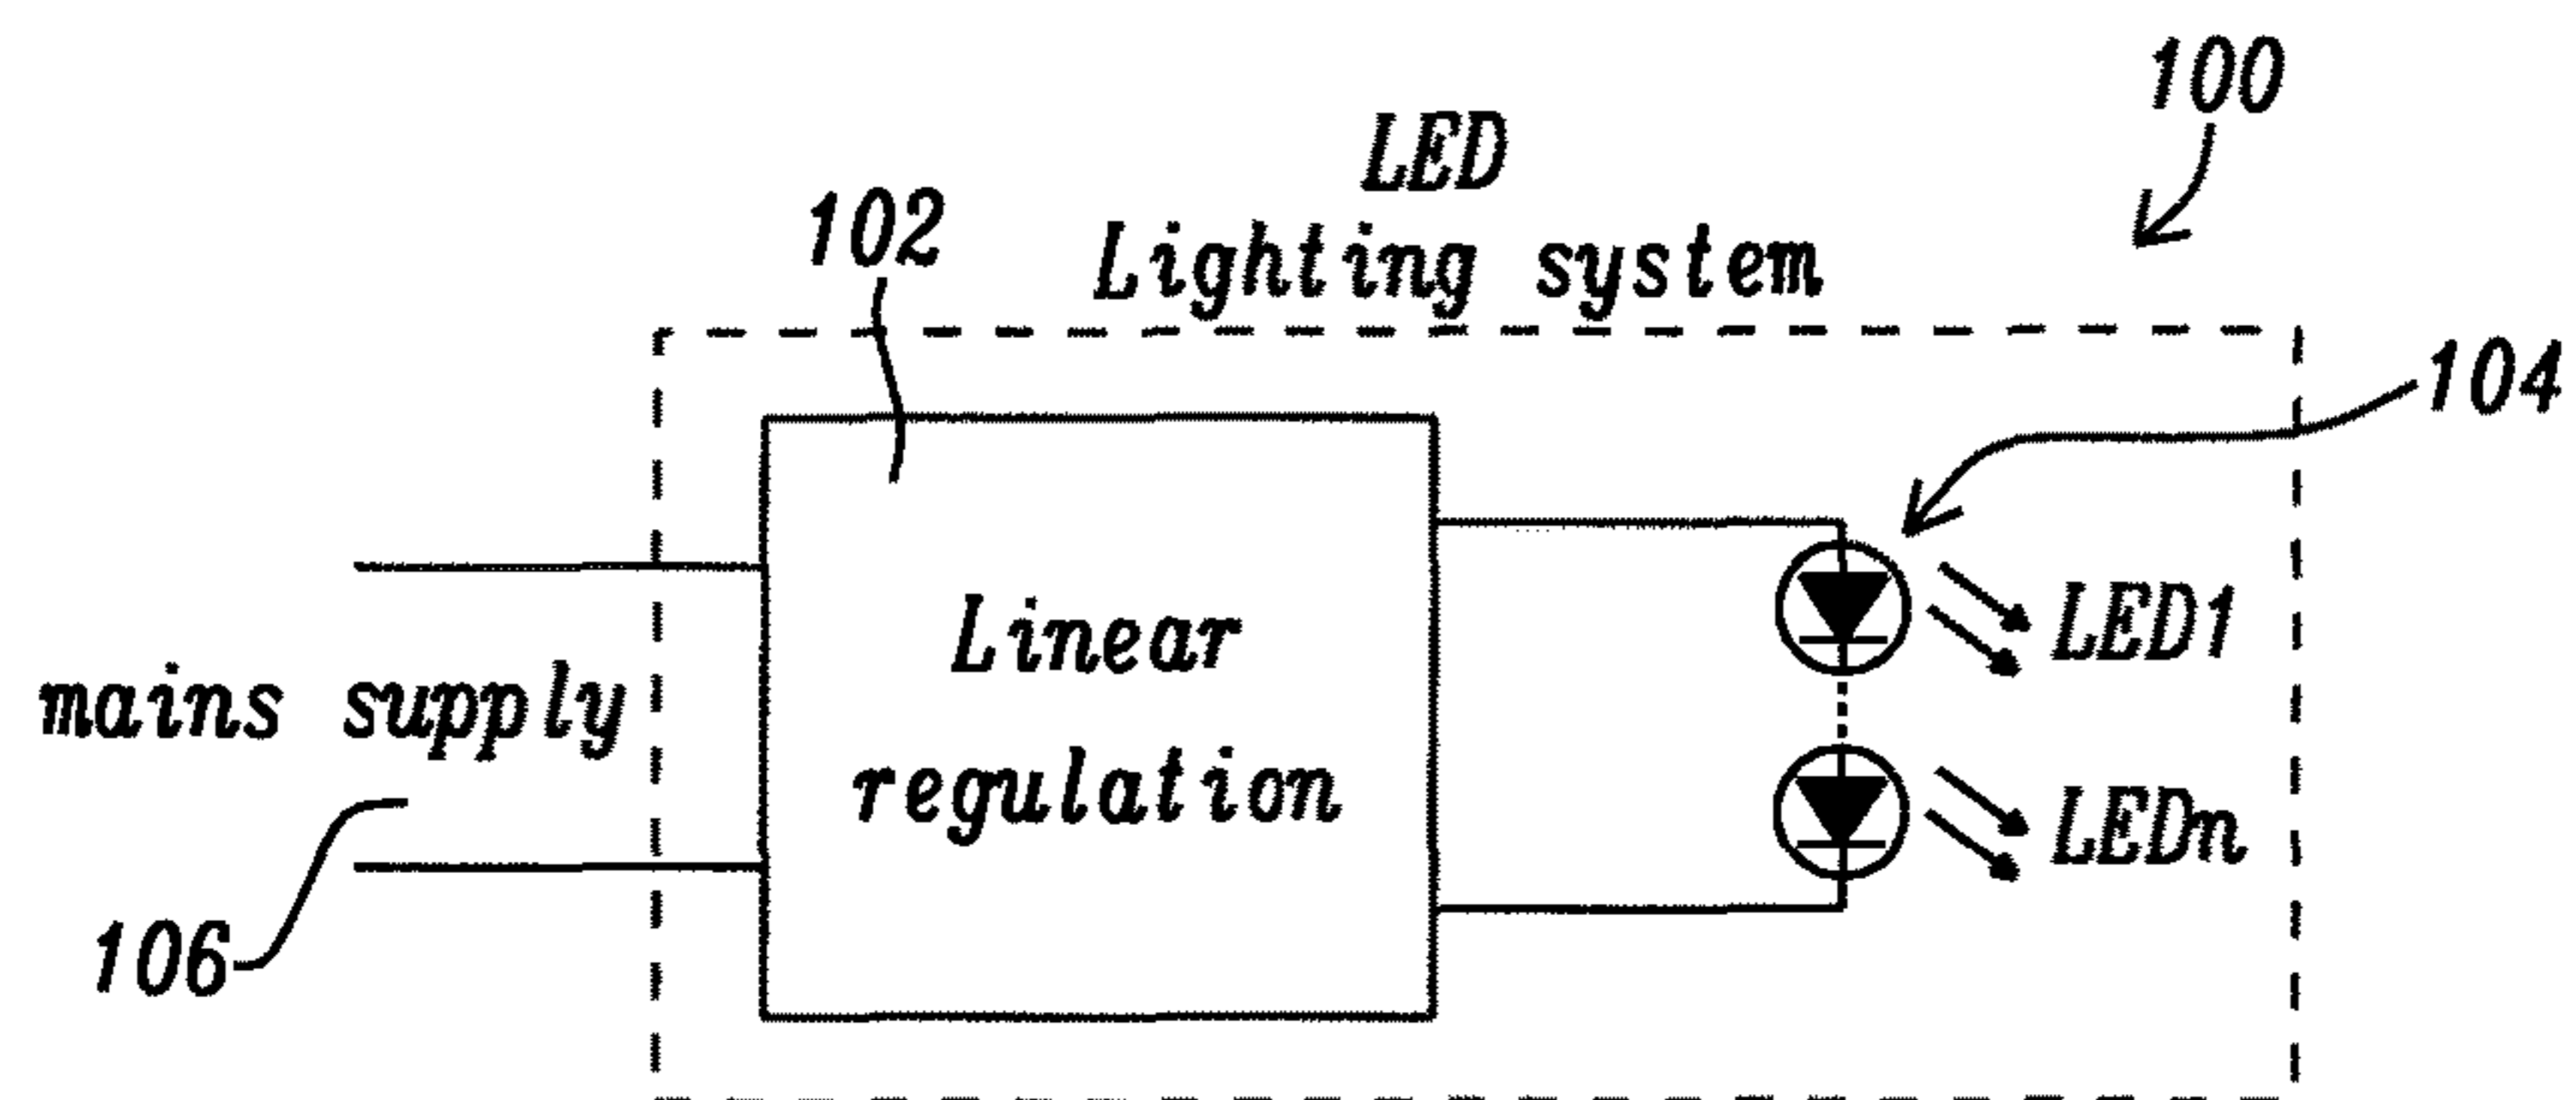 100
LED
Lighting system
102
104
Linear
regulation
mains supply
LED1
LEDn
106